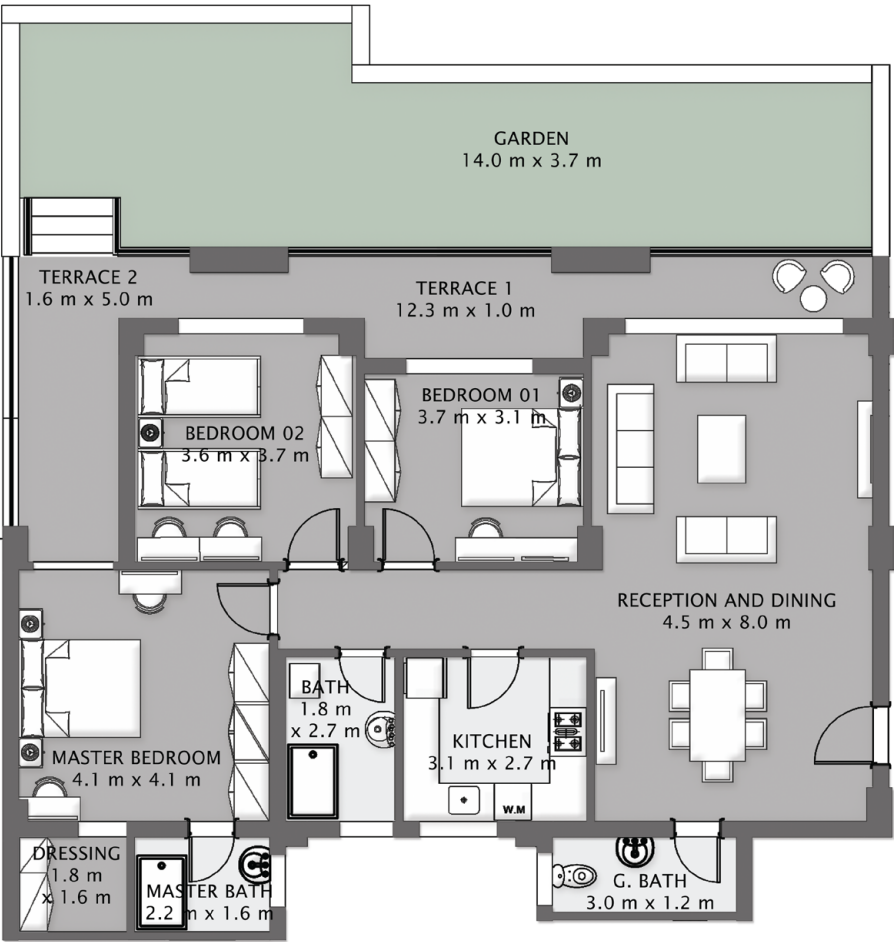 GARDEN
14.0 m x 3.7 m
TERRACE 2
1.6 m x 5.0 m
TERRACE 1
12.3 m x 1.0 m
BEDROOM 01
3.7 m x 3.1 m
BEDROOM 02
3.6 m x 3.7 m
RECEPTION AND DINING
4.5 m x 8.0 m
BATH
1.8 m
x 2.7 m
KITCHEN
3.1 m x 2.7 m
W.M
MASTER BEDROOM
4.1 m x 4.1 m
DRESSING
1.8 m
x 1.6 m
MASTER BATH
2.2 m x 1.6 m
G. BATH
3.0 m x 1.2 m